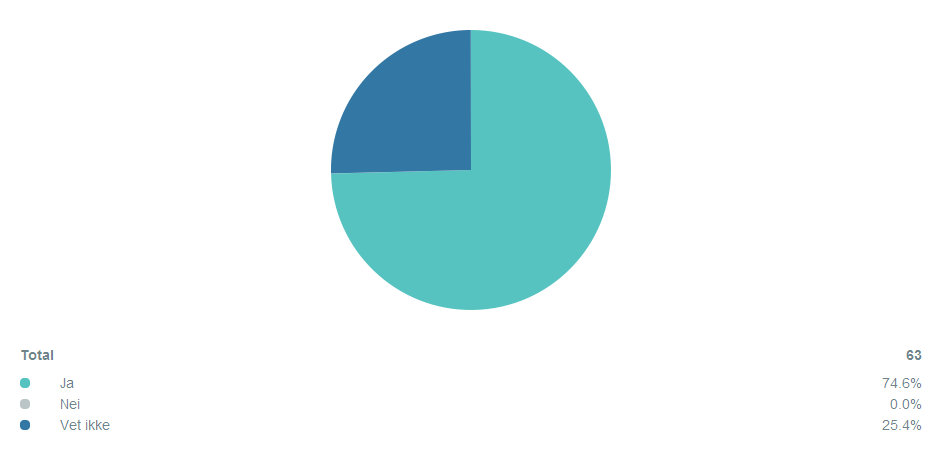 Total 63
Ja 74.6%
Nei 0.0%
Vet ikke 25.4%